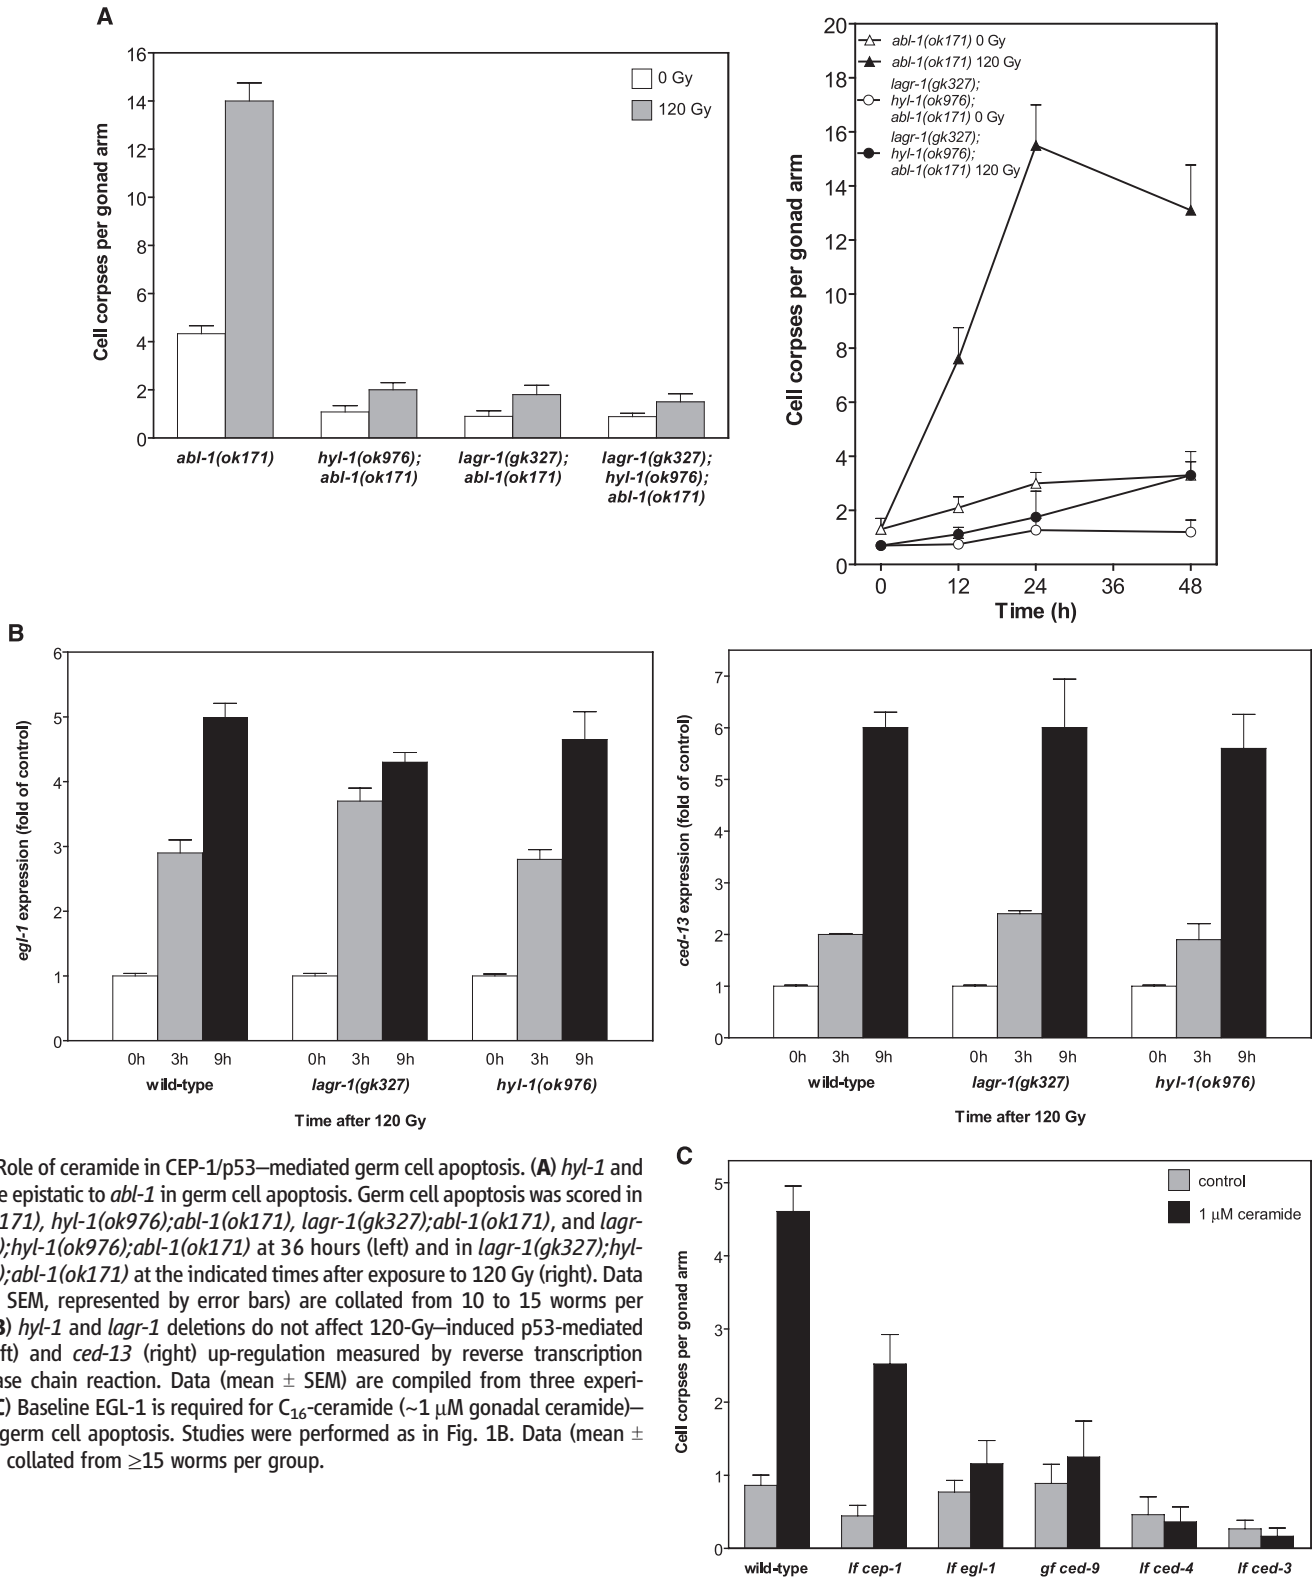 A
16
14
12
10
8
6
4
2
0
Cell corpses per gonad arm
0 Gy
120 Gy
abl-1(ok171)
hyl-1(ok976);
abl-1(ok171)
lagr-1(gk327);
abl-1(ok171)
lagr-1(gk327);
hyl-1(ok976);
abl-1(ok171)
20
18
16
14
12
10
8
6
4
2
0
Cell corpses per gonad arm
abl-1(ok171) 0 Gy
abl-1(ok171) 120 Gy
lagr-1(gk327);
hyl-1(ok976);
abl-1(ok171) 0 Gy
lagr-1(gk327);
hyl-1(ok976);
abl-1(ok171) 120 Gy
0 12 24 36 48
Time (h)
B
6
5
4
3
2
1
0
egl-1 expression (fold of control)
0h 3h 9h 0h 3h 9h 0h 3h 9h
wild-type lagr-1(gk327) hyl-1(ok976)
Time after 120 Gy
7
6
5
4
3
2
1
0
ced-13 expression (fold of control)
0h 3h 9h 0h 3h 9h 0h 3h 9h
wild-type lagr-1(gk327) hyl-1(ok976)
Time after 120 Gy
Role of ceramide in CEP-1/p53–mediated germ cell apoptosis. (A) hyl-1 and
e epistatic to abl-1 in germ cell apoptosis. Germ cell apoptosis was scored in
171), hyl-1(ok976);abl-1(ok171), lagr-1(gk327);abl-1(ok171), and lagr-
);hyl-1(ok976);abl-1(ok171) at 36 hours (left) and in lagr-1(gk327);hyl-
);abl-1(ok171) at the indicated times after exposure to 120 Gy (right). Data
SEM, represented by error bars) are collated from 10 to 15 worms per
B) hyl-1 and lagr-1 deletions do not affect 120-Gy–induced p53-mediated
ft) and ced-13 (right) up-regulation measured by reverse transcription
ase chain reaction. Data (mean ± SEM) are compiled from three experi-
C) Baseline EGL-1 is required for C16-ceramide (~1 μM gonadal ceramide)–
germ cell apoptosis. Studies were performed as in Fig. 1B. Data (mean ±
collated from ≥15 worms per group.
C
5
4
3
2
1
0
Cell corpses per gonad arm
control
1 μM ceramide
wild-type lf cep-1 lf egl-1 gf ced-9 lf ced-4 lf ced-3